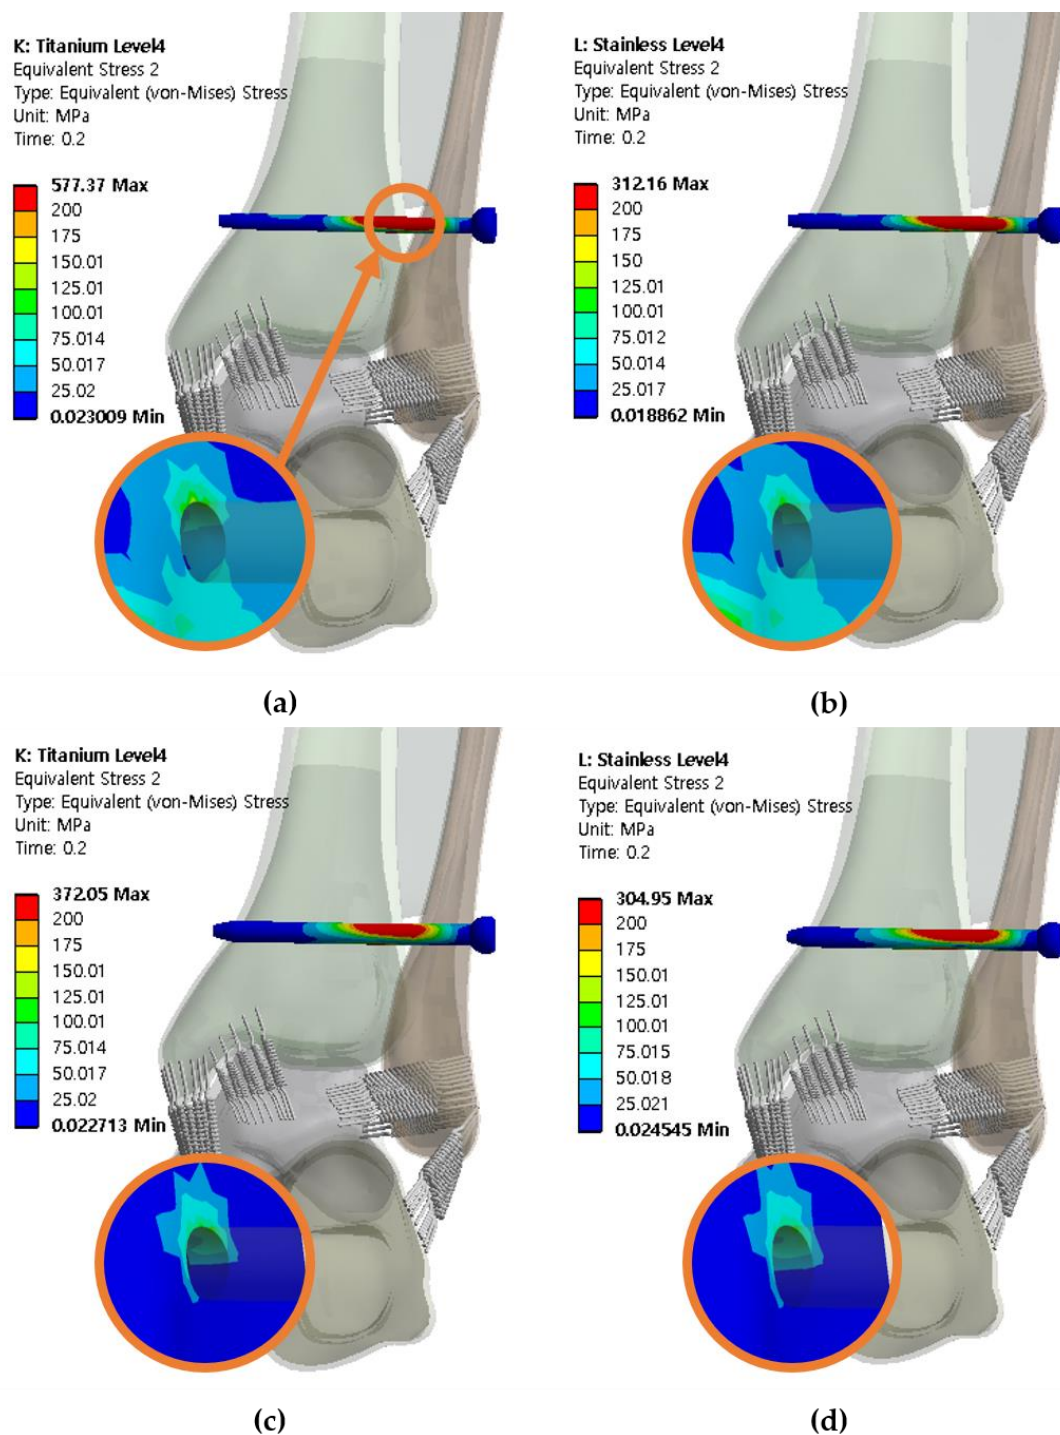 K: Titanium Level4
Equivalent Stress 2
Type: Equivalent (von-Mises) Stress
Unit: MPa
Time: 0.2
577.37 Max
200
175
150.01
125.01
100.01
75.014
50.017
25.02
0.023009 Min
(a)
L: Stainless Level4
Equivalent Stress 2
Type: Equivalent (von-Mises) Stress
Unit: MPa
Time: 0.2
312.16 Max
200
175
150
125.01
100.01
75.012
50.014
25.017
0.018862 Min
(b)
K: Titanium Level4
Equivalent Stress 2
Type: Equivalent (von-Mises) Stress
Unit: MPa
Time: 0.2
372.05 Max
200
175
150.01
125.01
100.01
75.014
50.017
25.02
0.022713 Min
(c)
L: Stainless Level4
Equivalent Stress 2
Type: Equivalent (von-Mises) Stress
Unit: MPa
Time: 0.2
304.95 Max
200
175
150.01
125.01
100.01
75.015
50.018
25.021
0.024545 Min
(d)